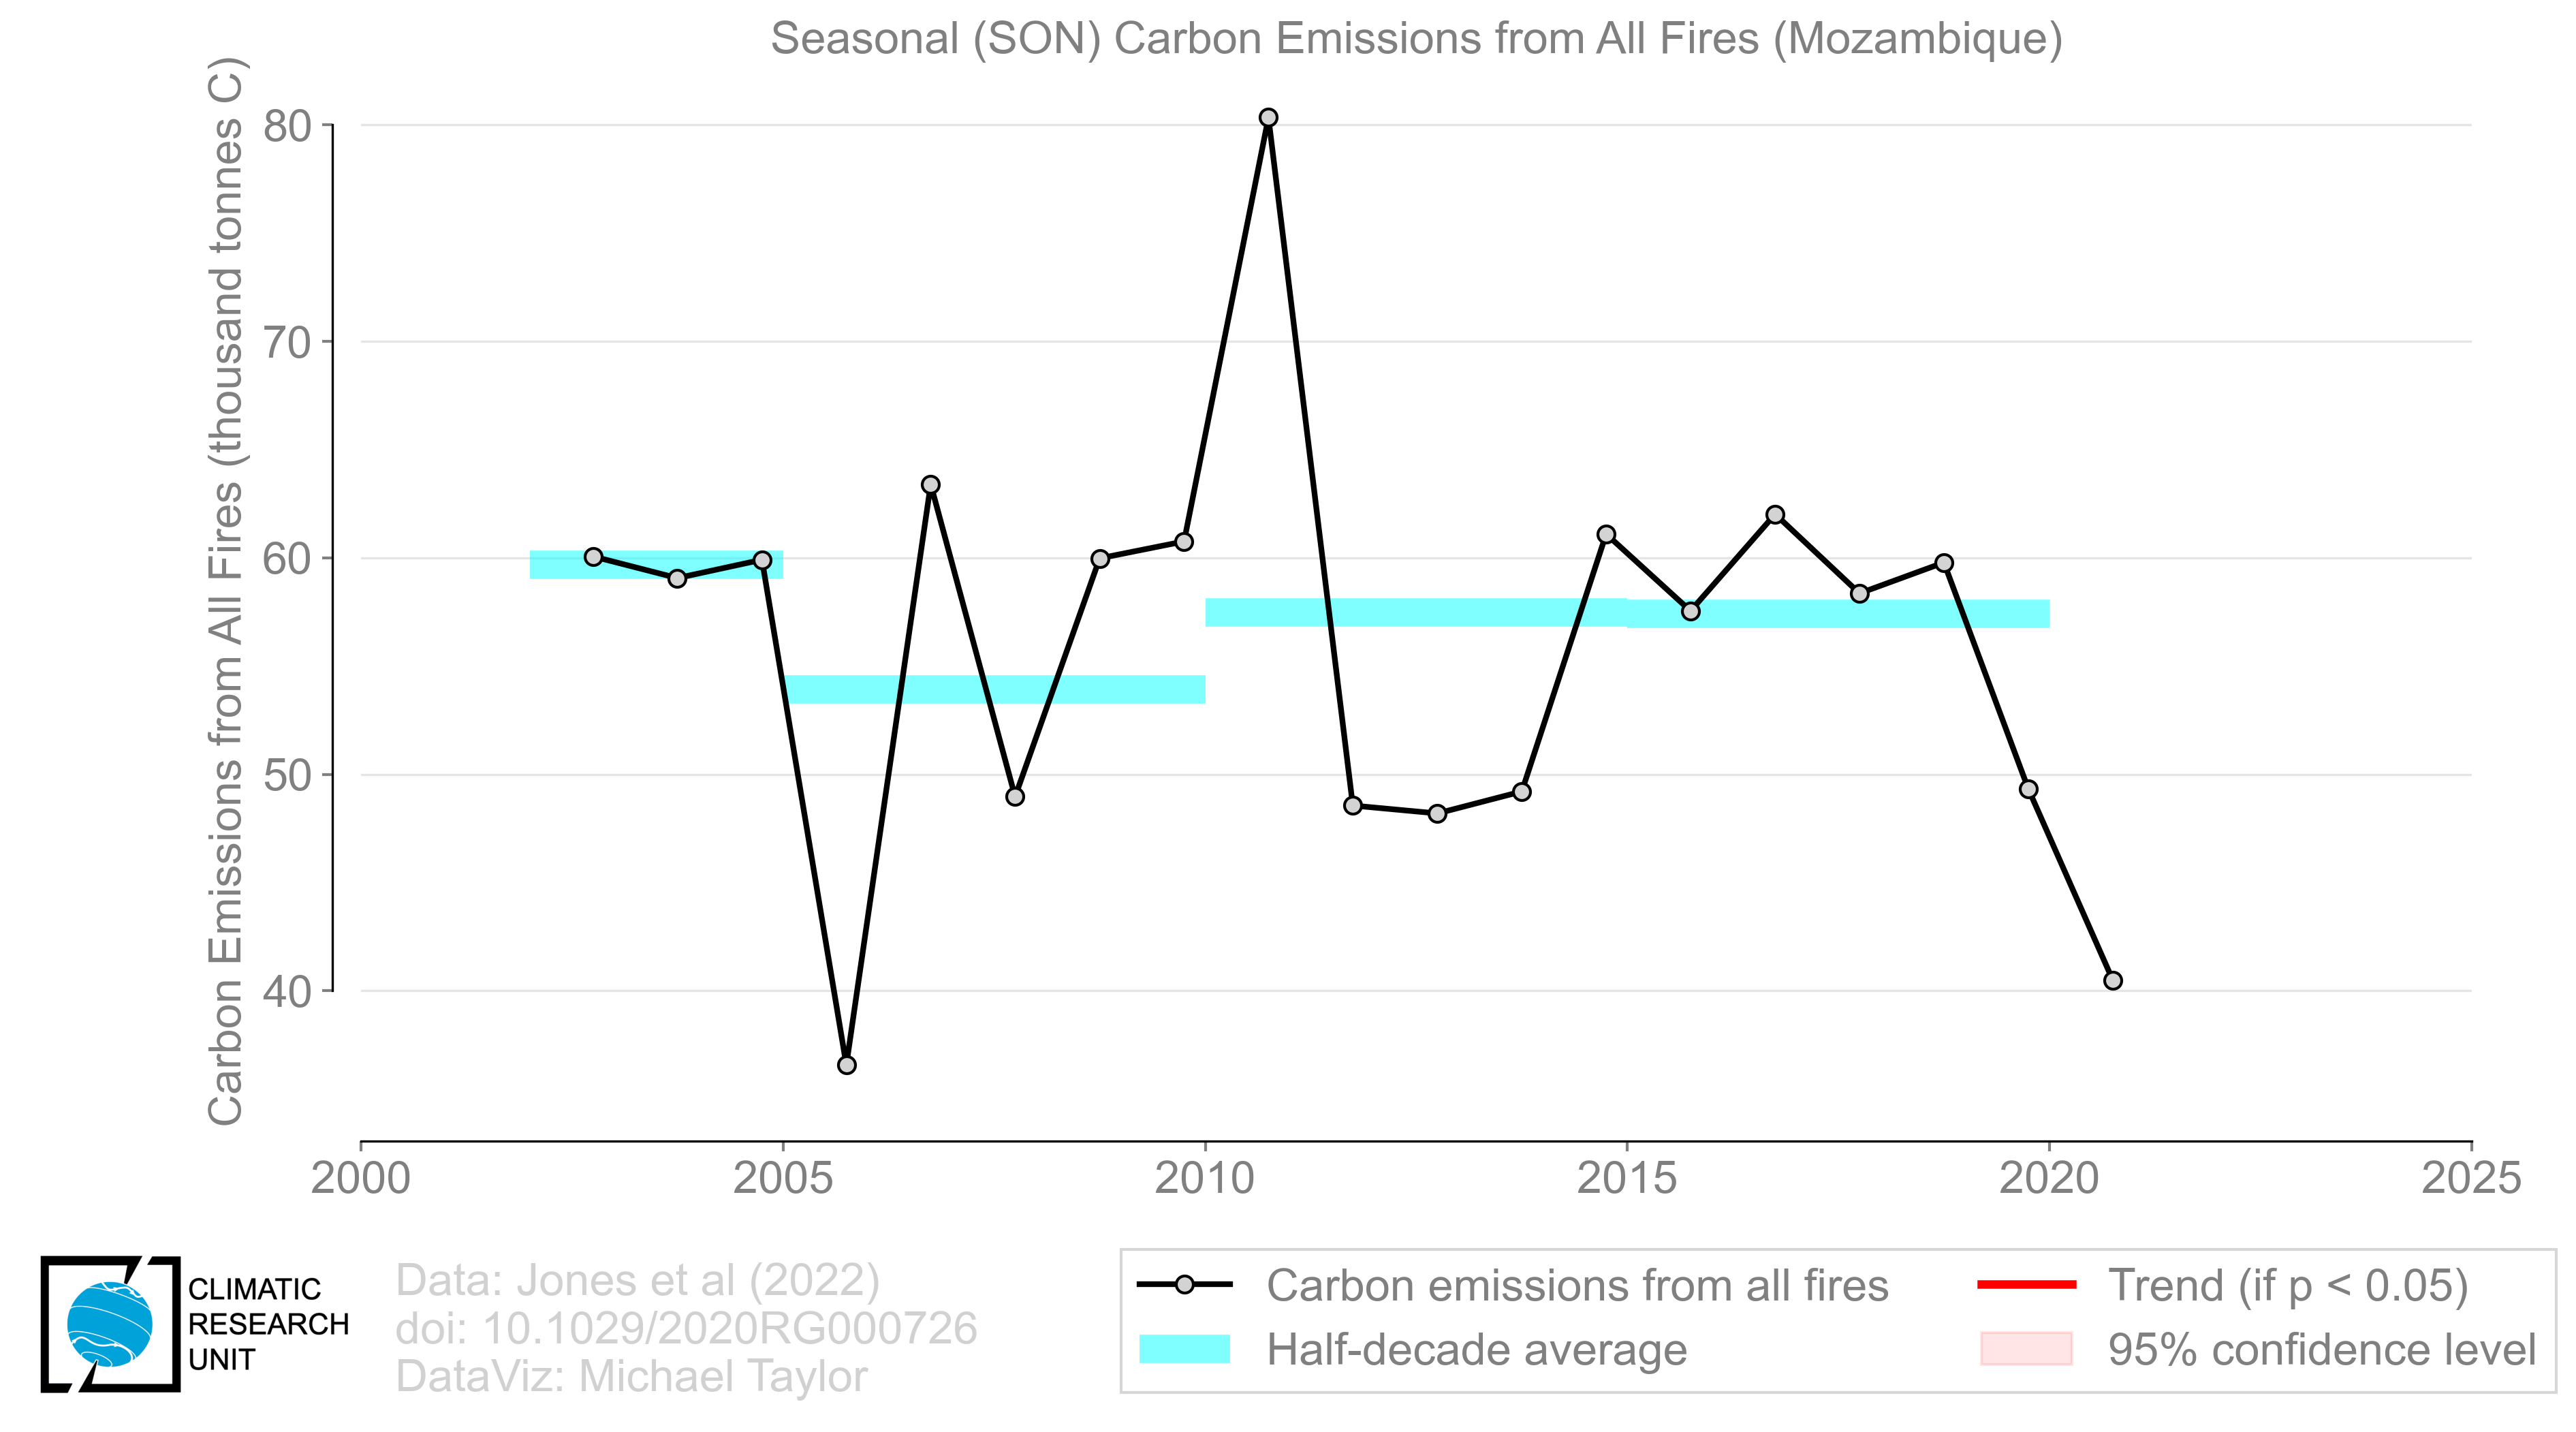 Seasonal (SON) Carbon Emissions from All Fires (Mozambique)
Carbon Emissions from All Fires (thousand tonnes C)
80
70
60
50
40
2000
2005
2010
2015
2020
2025
CLIMATIC
RESEARCH
UNIT
Data: Jones et al (2022)
doi: 10.1029/2020RG000726
DataViz: Michael Taylor
Carbon emissions from all fires
Half-decade average
Trend (if p < 0.05)
95% confidence level